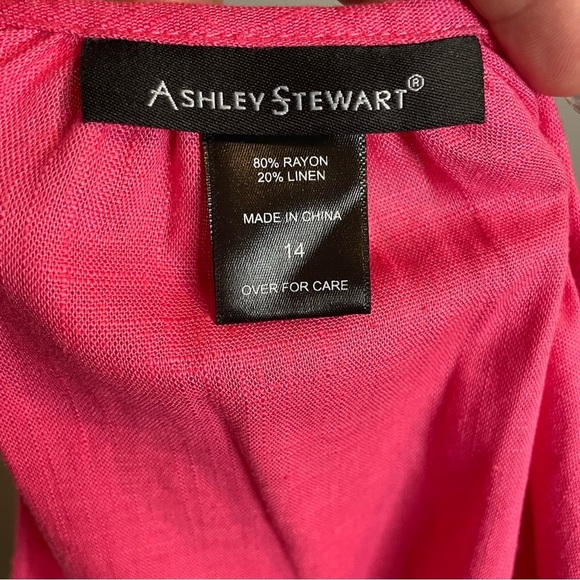 ASHLEY STEWART®
80% RAYON
20% LINEN
MADE IN CHINA
14
OVER FOR CARE